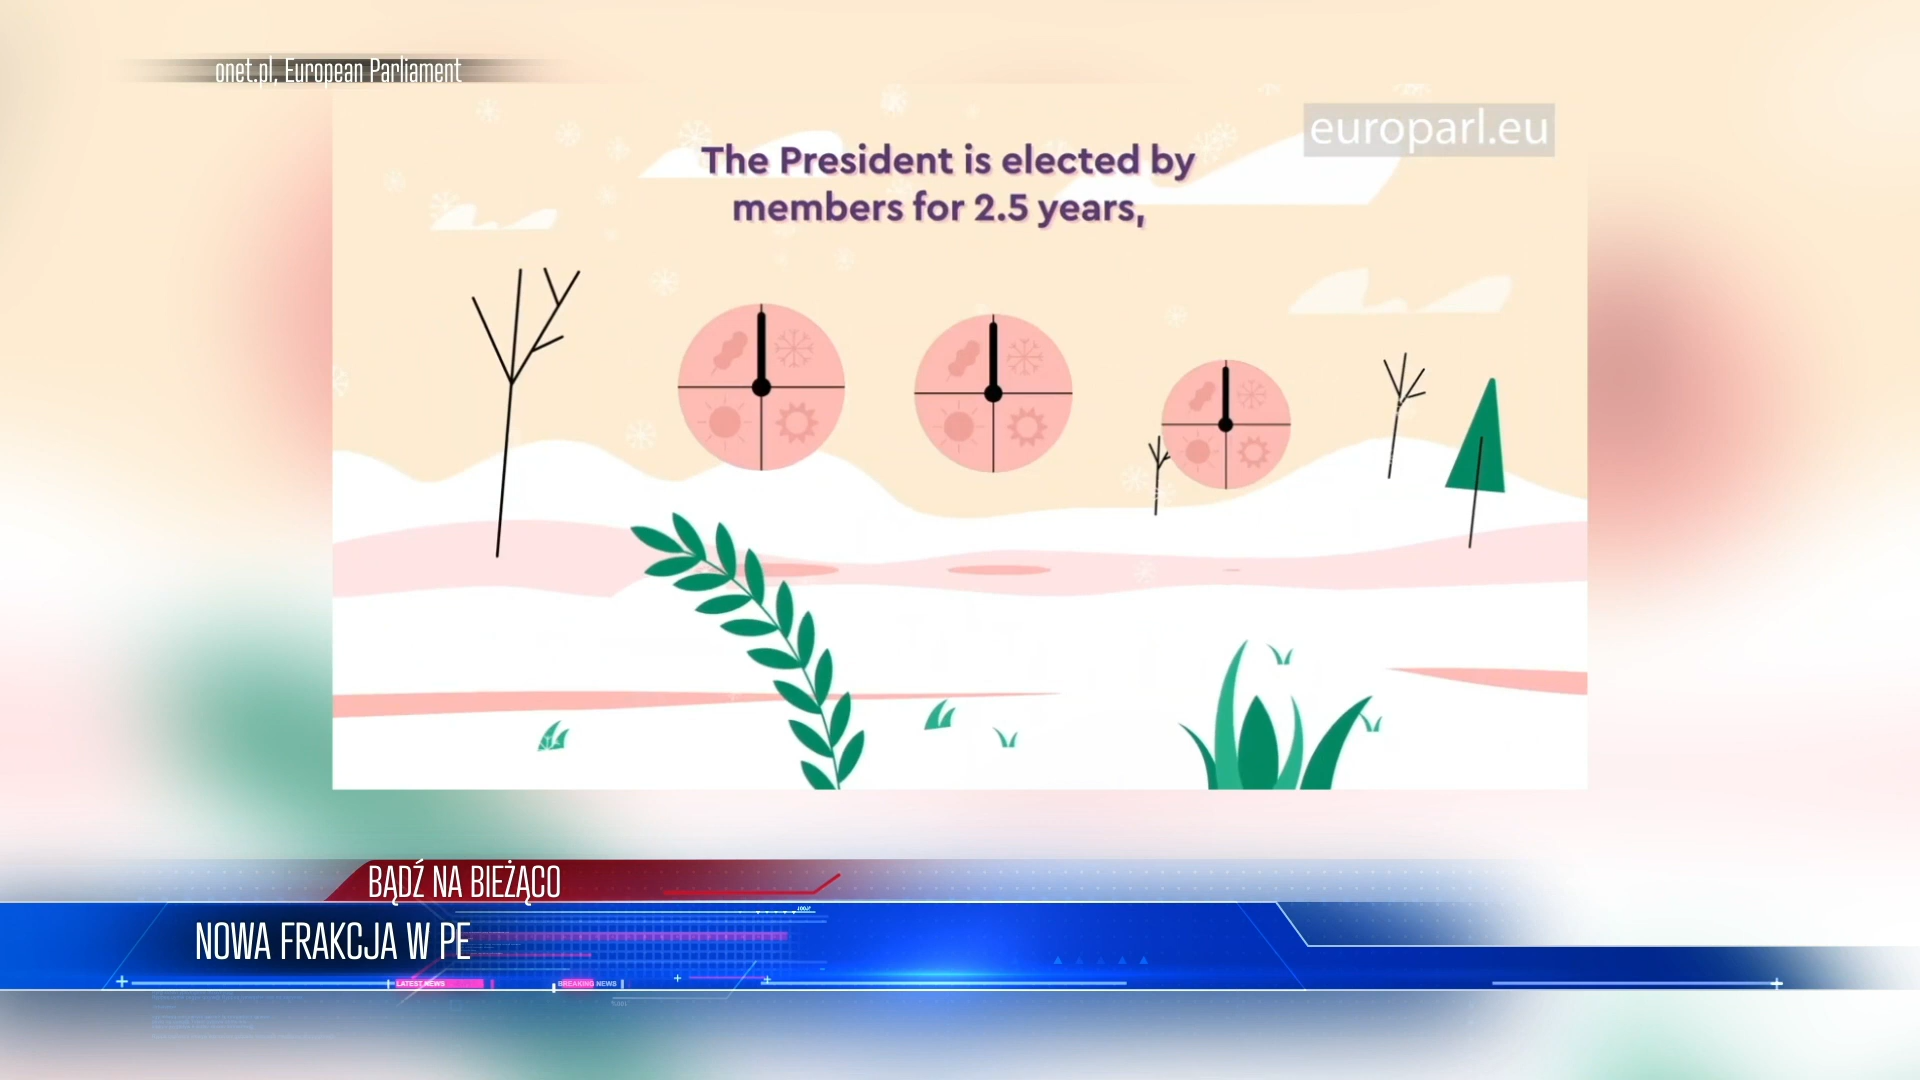 onet.pl, European Parliament
europarl.eu
The President is elected by
members for 2.5 years,
BĄDŹ NA BIEŻĄCO
NOWA FRAKCJA W PE
LATEST NEWS
BREAKING NEWS